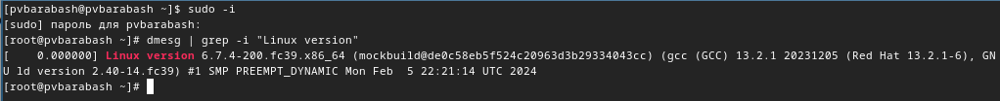 [pvbarabash@pvbarabash ~]$ sudo -i
[sudo] пароль для pvbarabash:
[root@pvbarabash ~]# dmesg | grep -i "Linux version"
[    0.000000] Linux version 6.7.4-200.fc39.x86_64 (mockbuild@de0c58eb5f524c20963d3b29334043cc) (gcc (GCC) 13.2.1 20231205 (Red Hat 13.2.1-6), GN
U ld version 2.40-14.fc39) #1 SMP PREEMPT_DYNAMIC Mon Feb  5 22:21:14 UTC 2024
[root@pvbarabash ~]#